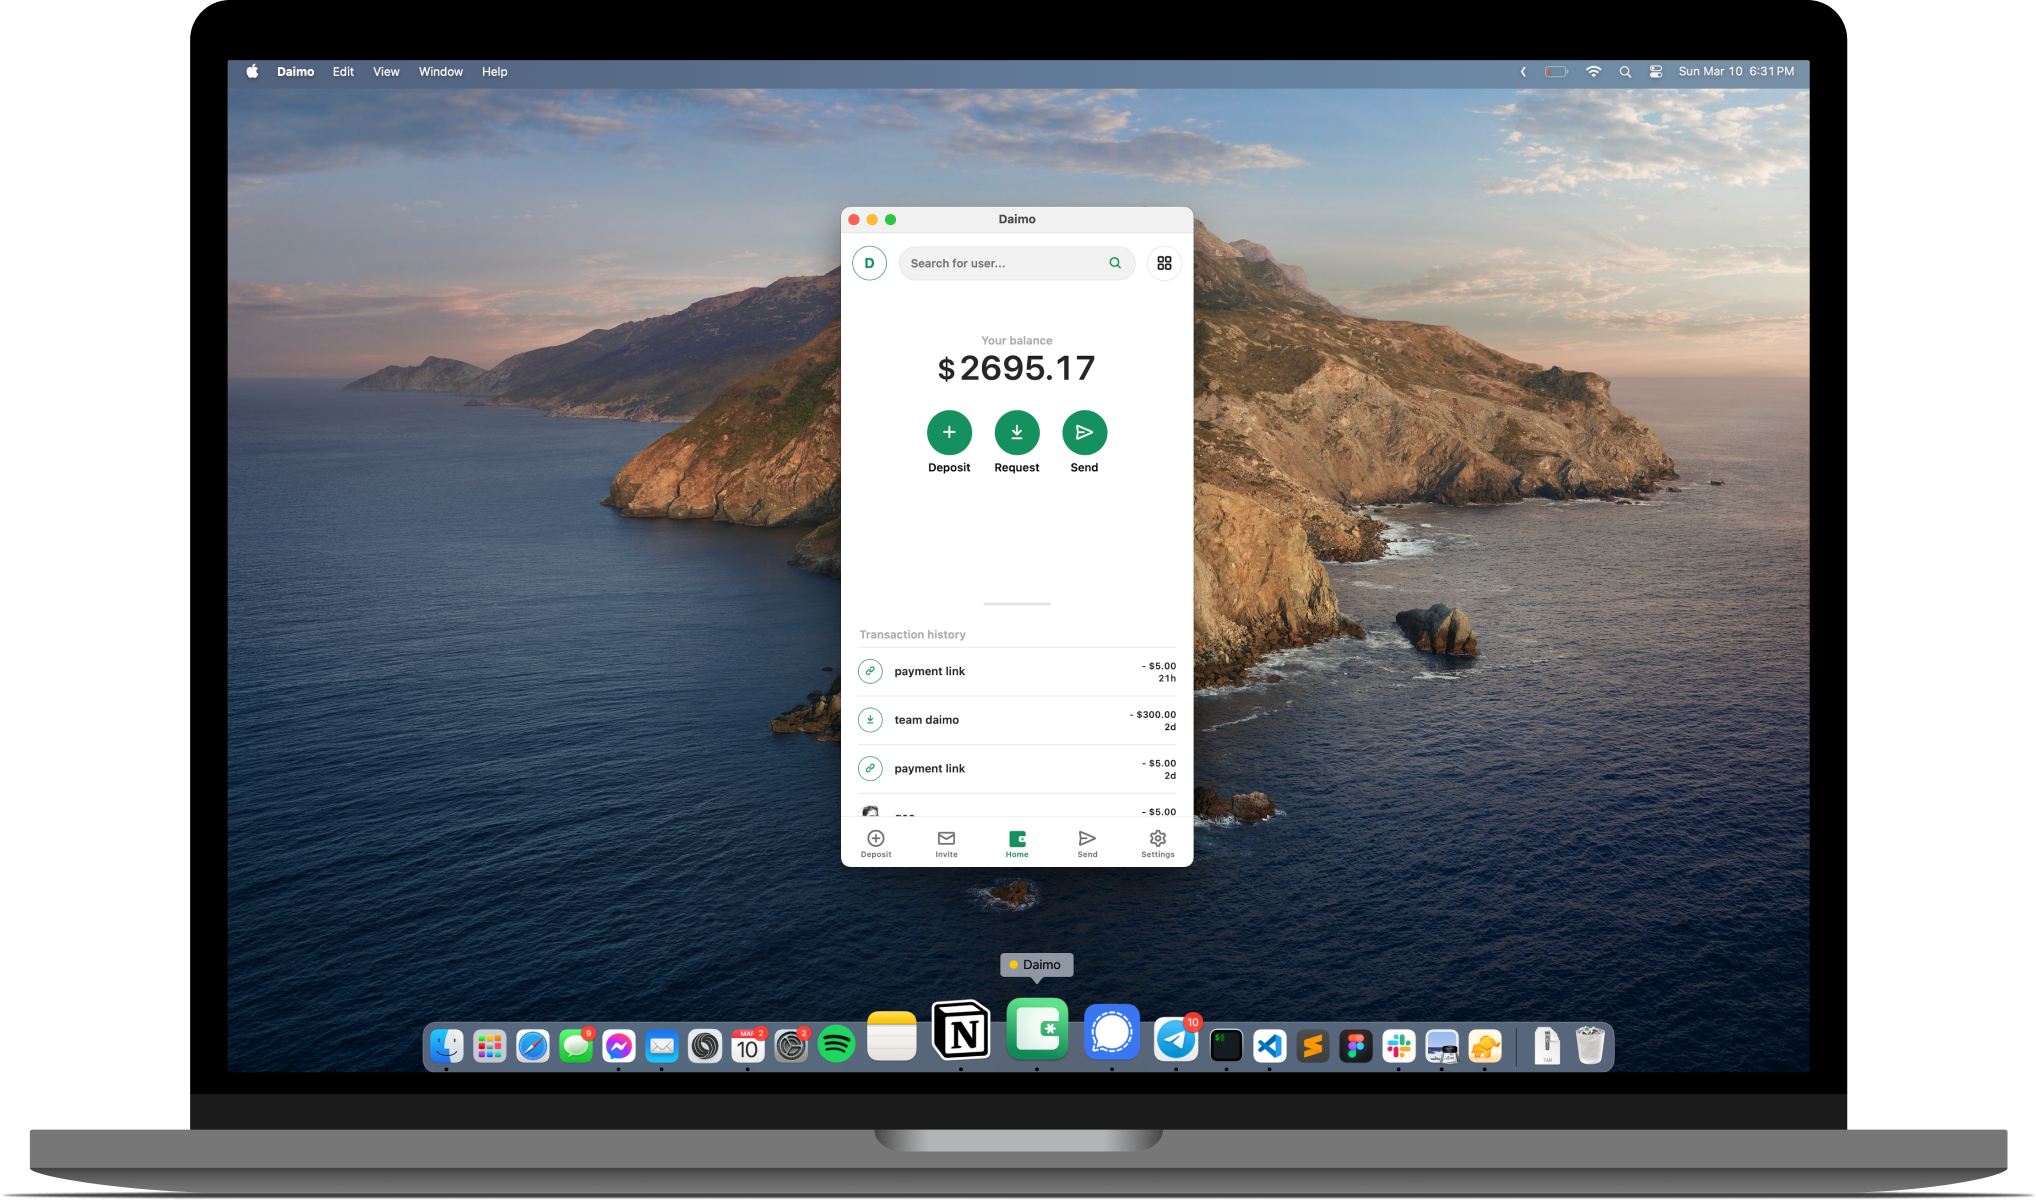 Daimo Edit View Window Help
Sun Mar 10 6:31 PM
Daimo
D
Search for user...
Your balance
$2695.17
Deposit Request Send
Transaction history
payment link
- $5.00
21h
team daimo
- $300.00
2d
payment link
- $5.00
2d
- $5.00
Deposit Invite Home Send Settings
Daimo
9
MAR
2
10
2
N
10
$
TAR